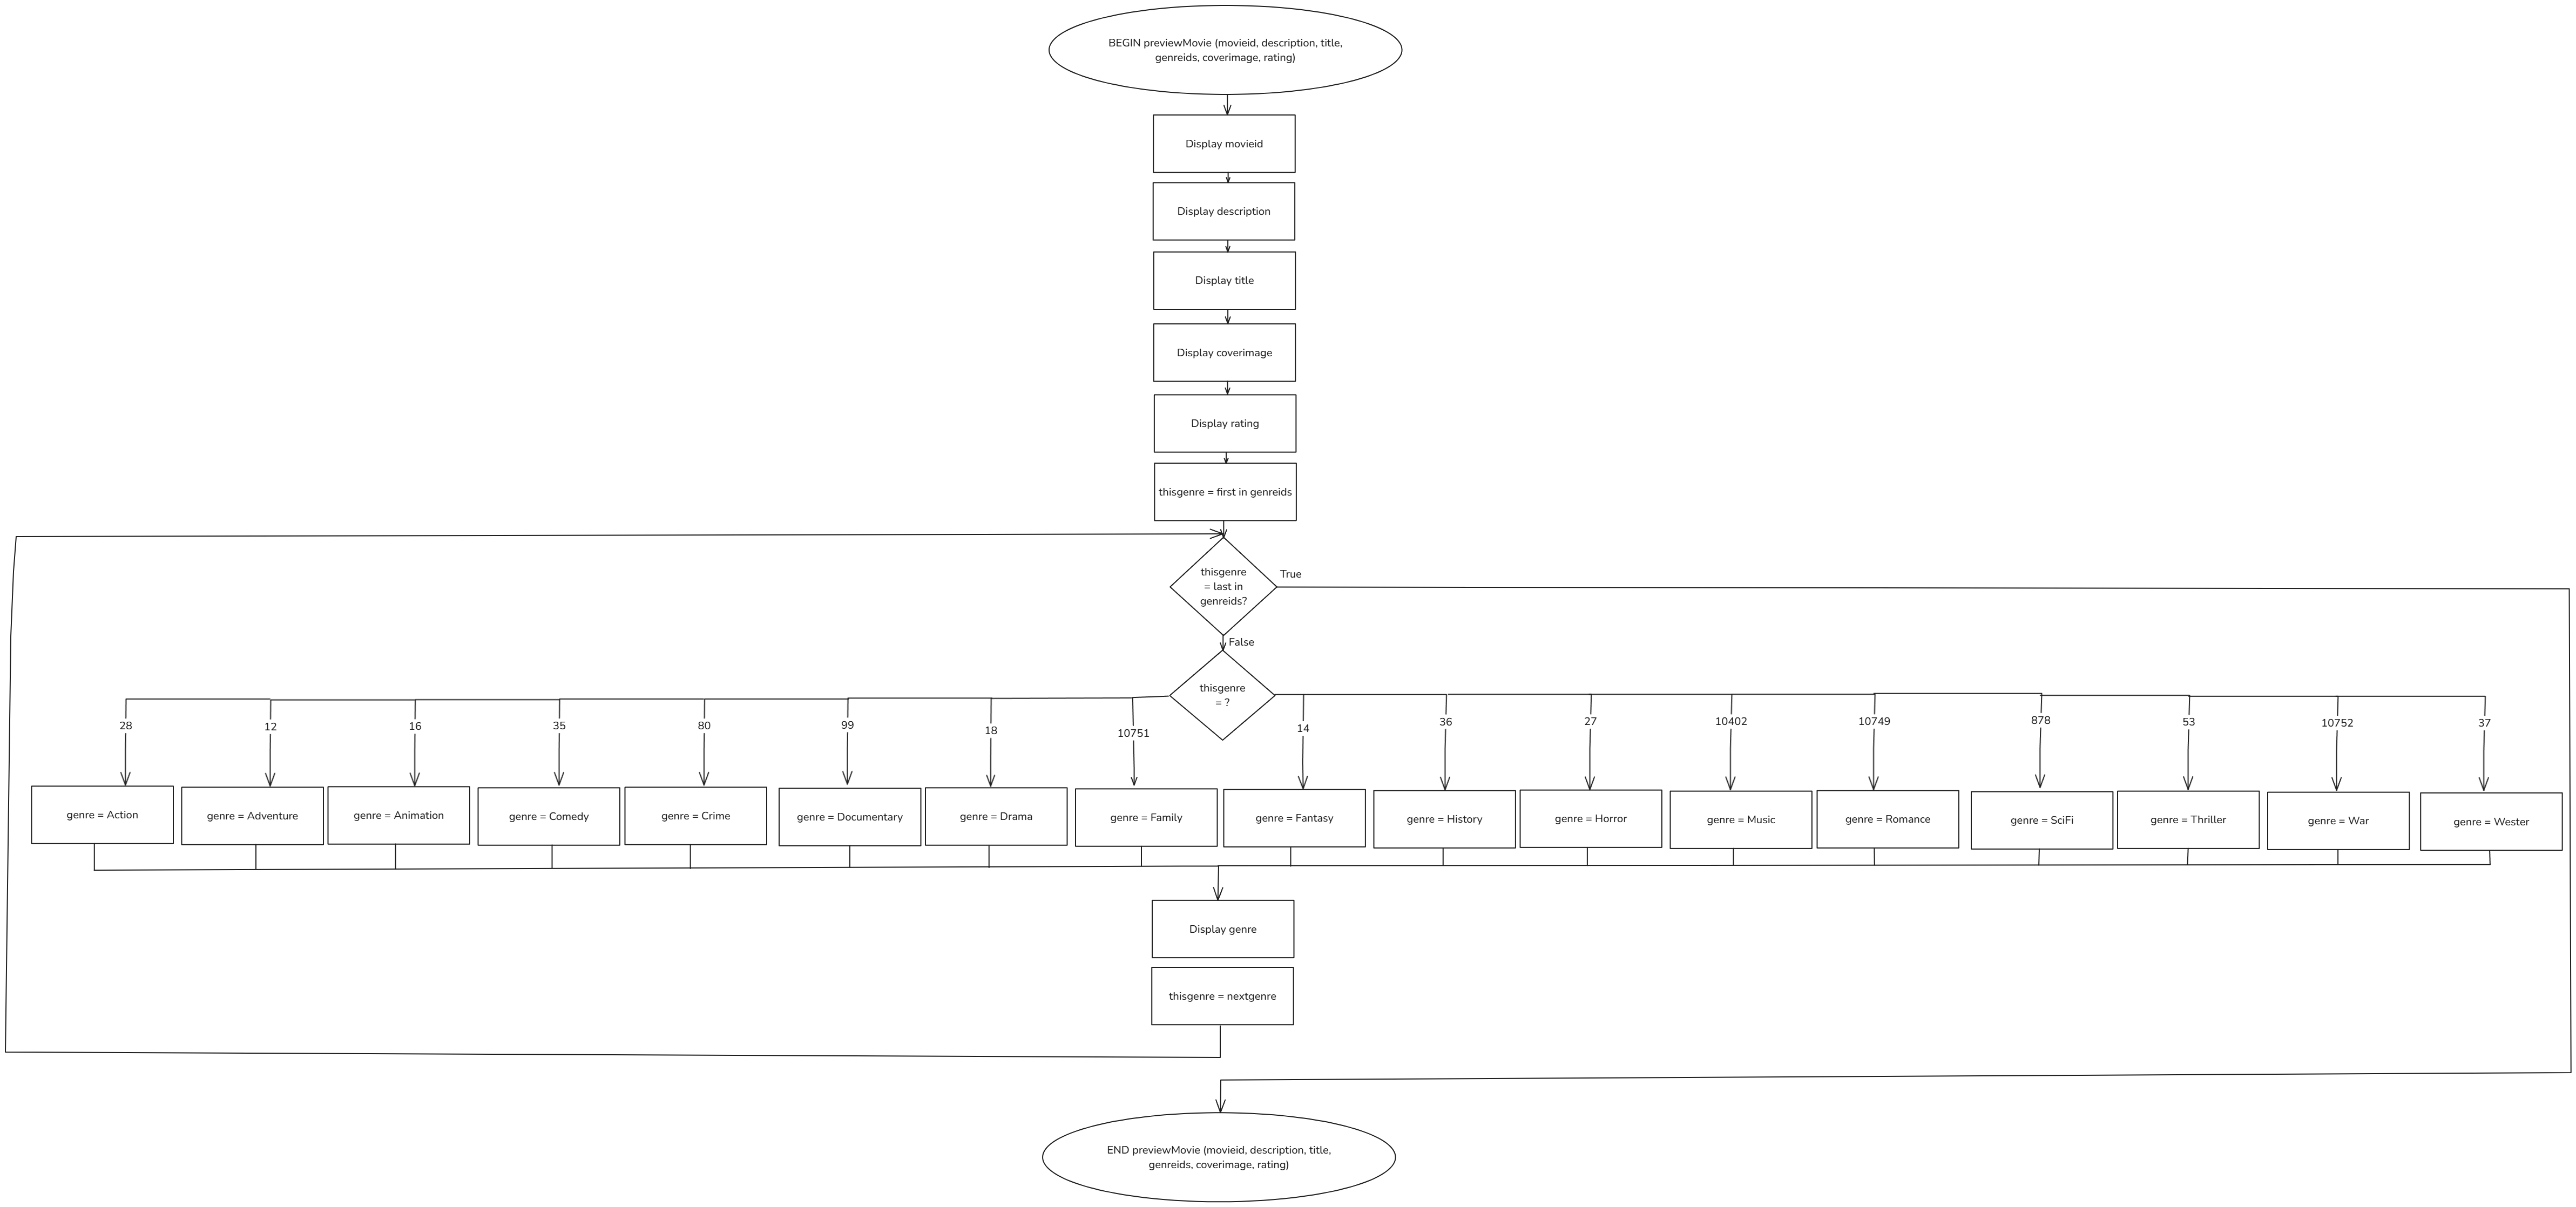 BEGIN previewMovie (movieid, description, title,
genreids, coverimage, rating)
Display movieid
Display description
Display title
Display coverimage
Display rating
thisgenre = first in genreids
thisgenre
= last in
genreids?
True
False
thisgenre
= ?
28
12
16
35
80
99
18
10751
14
36
27
10402
10749
878
53
10752
37
genre = Action
genre = Adventure
genre = Animation
genre = Comedy
genre = Crime
genre = Documentary
genre = Drama
genre = Family
genre = Fantasy
genre = History
genre = Horror
genre = Music
genre = Romance
genre = SciFi
genre = Thriller
genre = War
genre = Wester
Display genre
thisgenre = nextgenre
END previewMovie (movieid, description, title,
genreids, coverimage, rating)